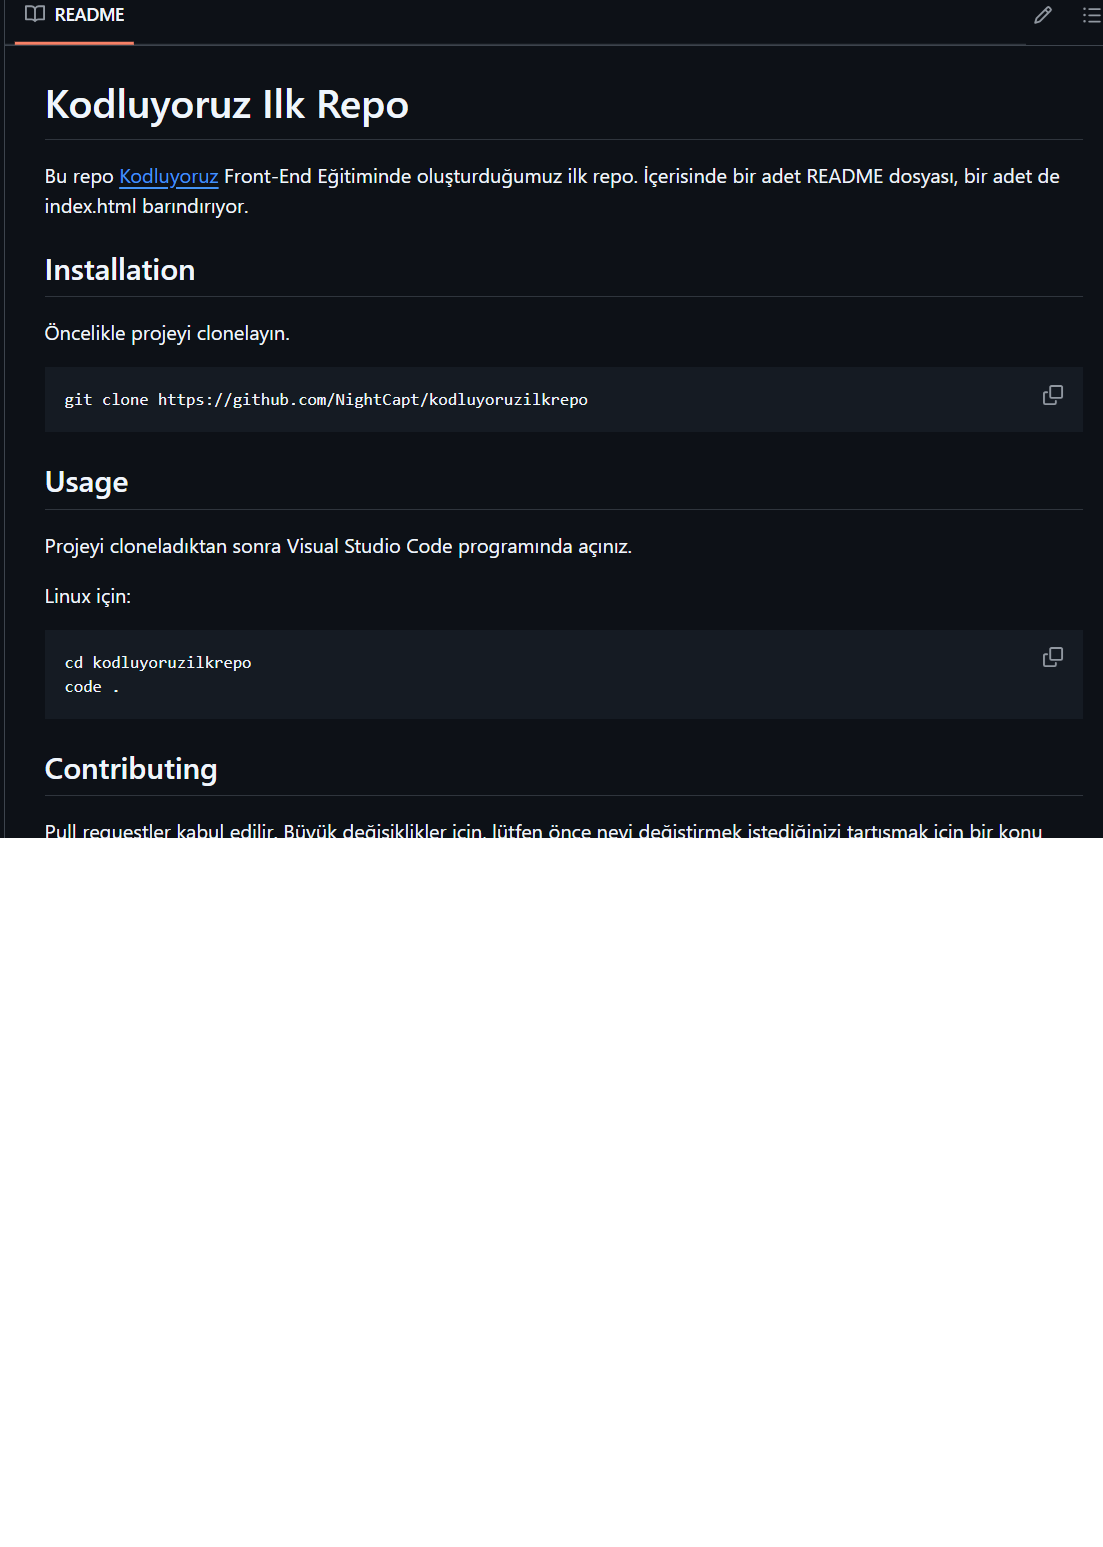 README
Kodluyoruz Ilk Repo
Bu repo Kodluyoruz Front-End Eğitiminde oluşturduğumuz ilk repo. İçerisinde bir adet README dosyası, bir adet de
index.html barındırıyor.
Installation
Öncelikle projeyi clonelayın.
git clone https://github.com/NightCapt/kodluyoruzilkrepo
Usage
Projeyi cloneladıktan sonra Visual Studio Code programında açınız.
Linux için:
cd kodluyoruzilkrepo
code .
Contributing
Pull requestler kabul edilir. Büyük değişiklikler için, lütfen önce neyi değiştirmek istediğinizi tartışmak için bir konu